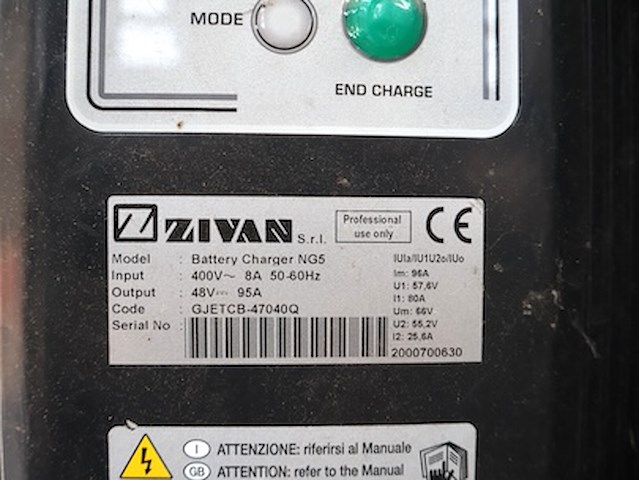 MODE
END CHARGE
ZIVAN S.r.l.
Professional use only
CE
Model : Battery Charger NG5
Input : 400V~ 8A 50-60Hz
Output : 48V⎓ 95A
Code : GJETCB-47040Q
Serial No :
IUIa/IU1U2o/IUo
Im: 96A
U1: 57,6V
I1: 80A
Um: 66V
U2: 55,2V
I2: 25,6A
2000700630
I ATTENZIONE: riferirsi al Manuale
GB ATTENTION: refer to the Manual